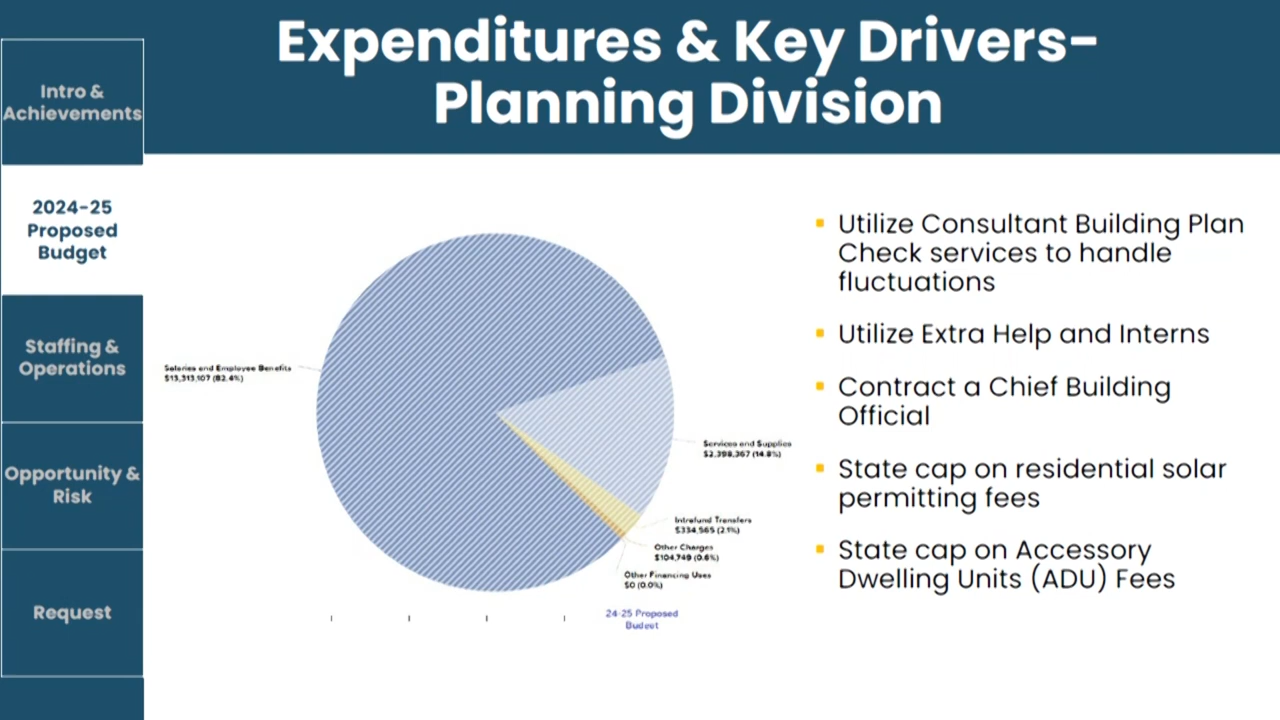 Expenditures & Key Drivers-
Planning Division
Intro &
Achievements
2024-25
Proposed
Budget
Staffing &
Operations
Opportunity &
Risk
Request
Salaries and Employee Benefits
$13,313,107 (82.4%)
Services and Supplies
$2,398,367 (14.8%)
Intrafund Transfers
$334,565 (2.1%)
Other Charges
$104,749 (0.6%)
Other Financing Uses
$0 (0.0%)
24-25 Proposed
Budget
Utilize Consultant Building Plan
Check services to handle
fluctuations
Utilize Extra Help and Interns
Contract a Chief Building
Official
State cap on residential solar
permitting fees
State cap on Accessory
Dwelling Units (ADU) Fees